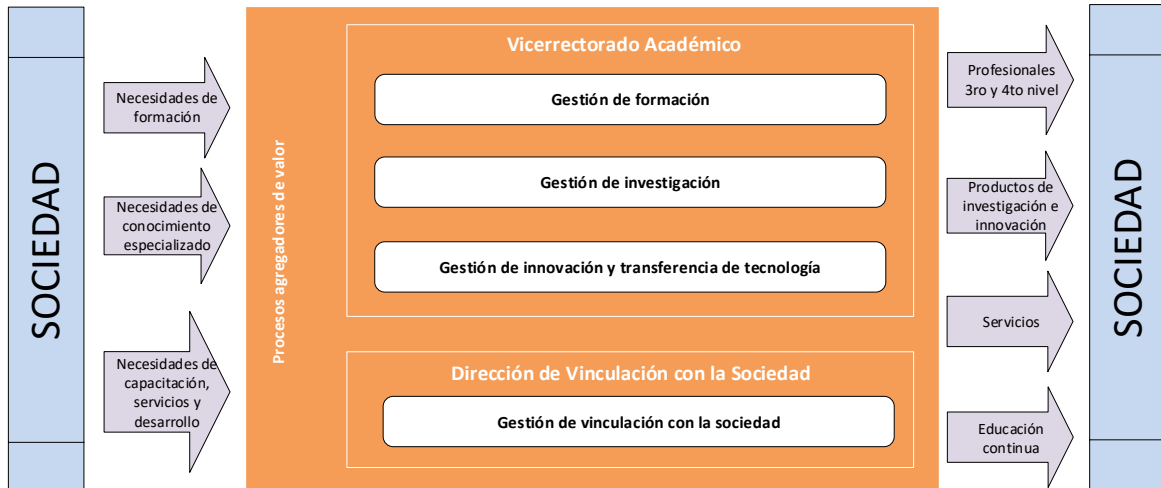 SOCIEDAD
Necesidades de
formación
Necesidades de
conocimiento
especializado
Necesidades de
capacitación,
servicios y
desarrollo
Procesos agregadores de valor
Vicerrectorado Académico
Gestión de formación
Gestión de investigación
Gestión de innovación y transferencia de tecnología
Dirección de Vinculación con la Sociedad
Gestión de vinculación con la sociedad
Profesionales
3ro y 4to nivel
Productos de
investigación e
innovación
Servicios
Educación
continua
SOCIEDAD